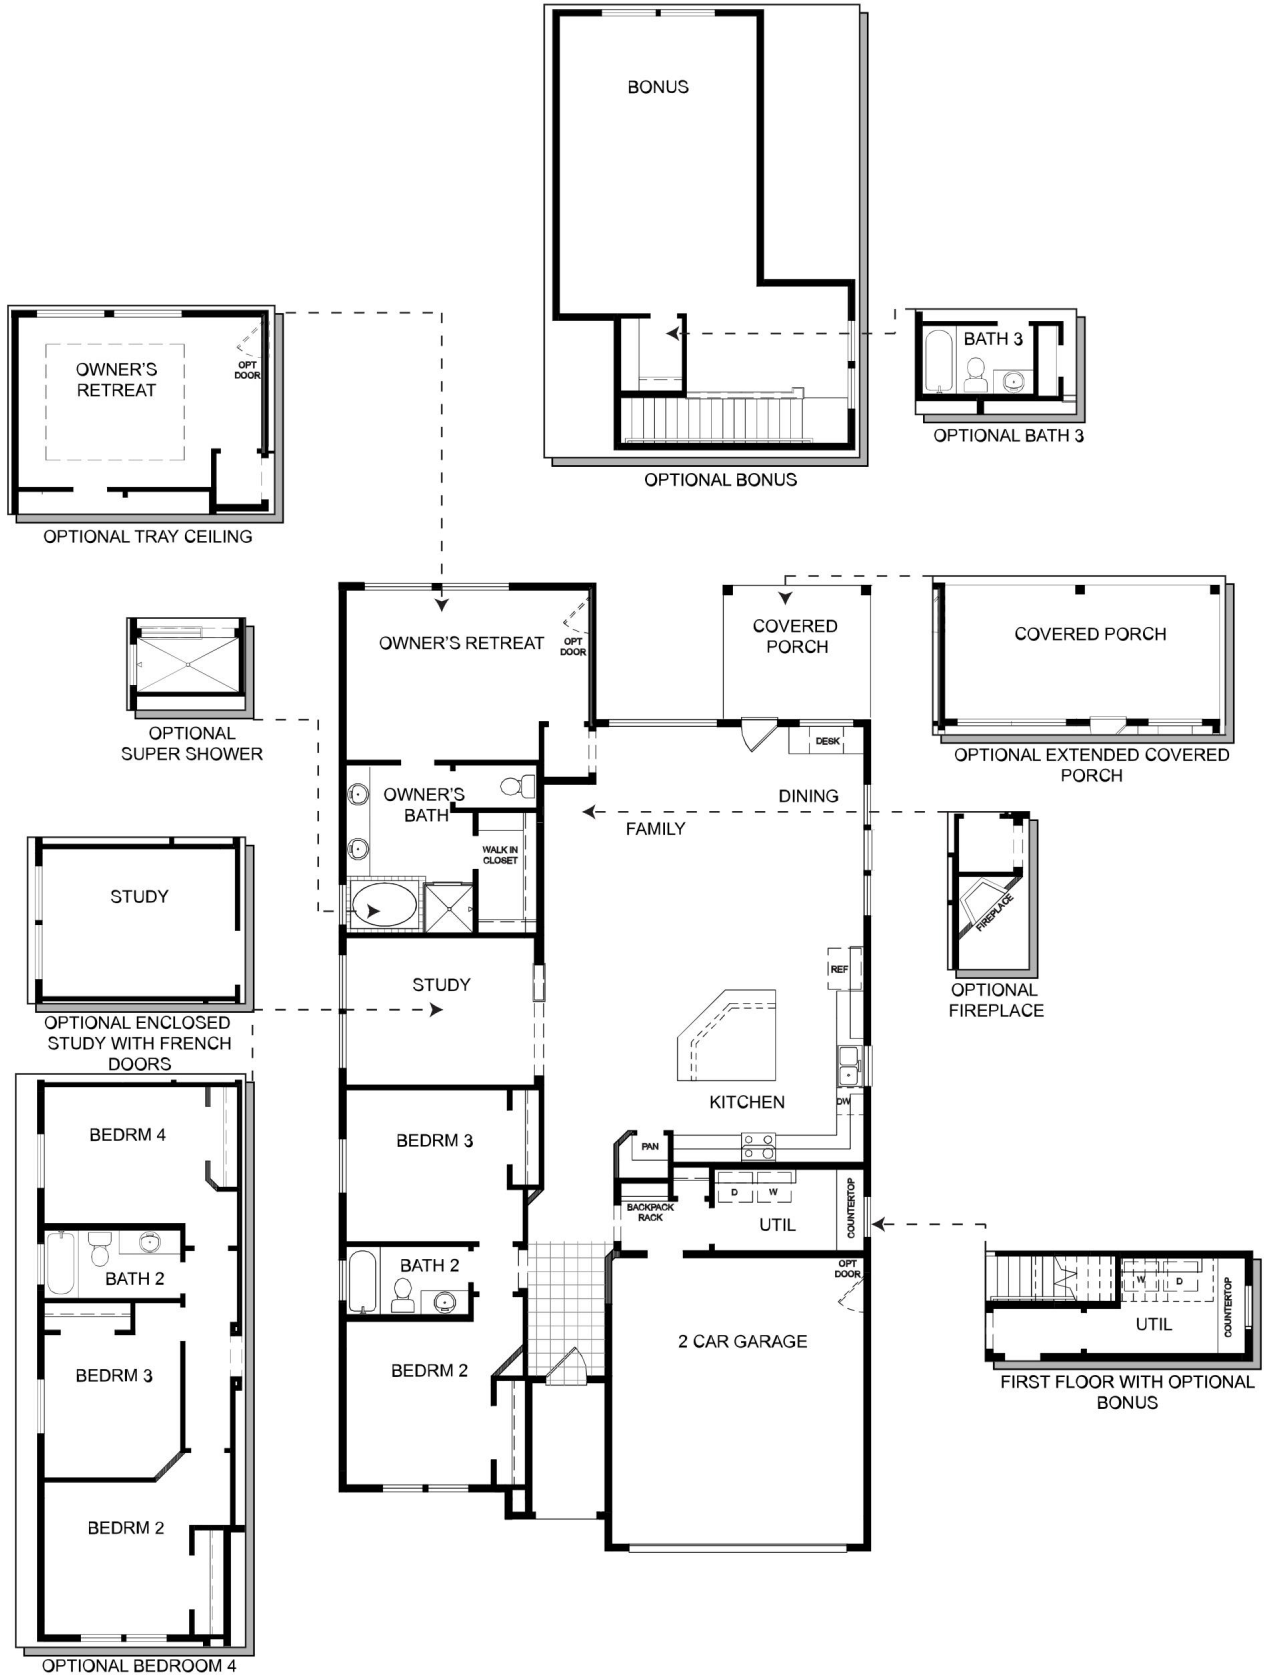 BONUS
BATH 3
OPTIONAL BATH 3
OPTIONAL BONUS
OWNER'S
RETREAT
OPT
DOOR
OPTIONAL TRAY CEILING
OWNER'S RETREAT
OPT
DOOR
COVERED
PORCH
COVERED PORCH
OPTIONAL EXTENDED COVERED
PORCH
OPTIONAL
SUPER SHOWER
DESK
DINING
OWNER'S
BATH
FAMILY
WALK IN
CLOSET
STUDY
FIREPLACE
OPTIONAL
FIREPLACE
REF
STUDY
OPTIONAL ENCLOSED
STUDY WITH FRENCH
DOORS
KITCHEN
DW
BEDRM 4
BEDRM 3
PAN
D
W
BACKPACK
RACK
UTIL
COUNTERTOP
BATH 2
BATH 2
OPT
DOOR
W
D
UTIL
COUNTERTOP
2 CAR GARAGE
BEDRM 3
BEDRM 2
FIRST FLOOR WITH OPTIONAL
BONUS
BEDRM 2
OPTIONAL BEDROOM 4